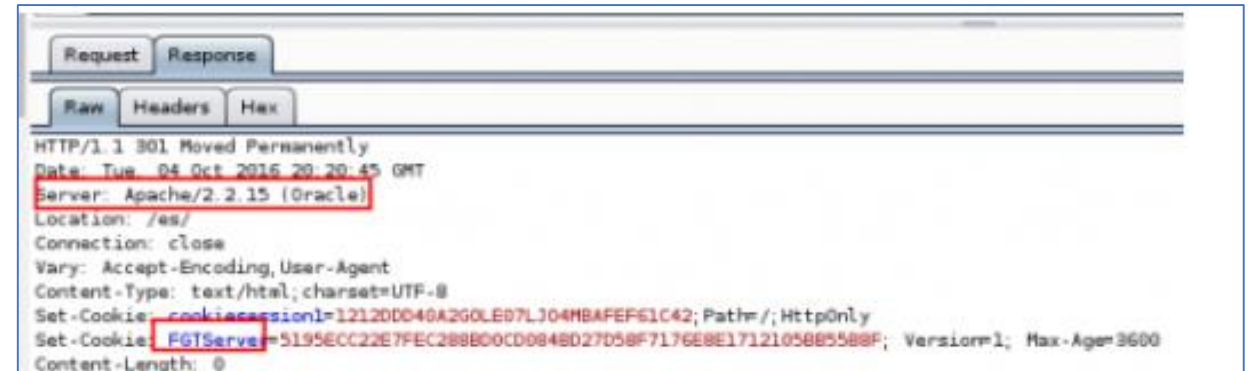 Request Response
Raw Headers Hex
HTTP/1.1 301 Moved Permanently
Date: Tue, 04 Oct 2016 20:20:45 GMT
Server: Apache/2.2.15 (Oracle)
Location: /es/
Connection: close
Vary: Accept-Encoding,User-Agent
Content-Type: text/html;charset=UTF-8
Set-Cookie: cookiesession1= Path=/;HttpOnly
Set-Cookie: FGTServer= Version=1; Max-Age=3600
Content-Length: 0